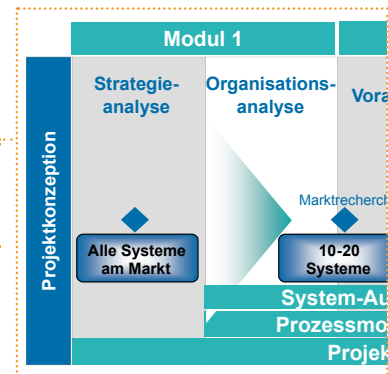 Modul 1
Projektkonzeption
Strategie-
analyse
Organisations-
analyse
Vora
Marktrecherch
Alle Systeme
am Markt
10-20
Systeme
System-Au
Prozessmo
Projek